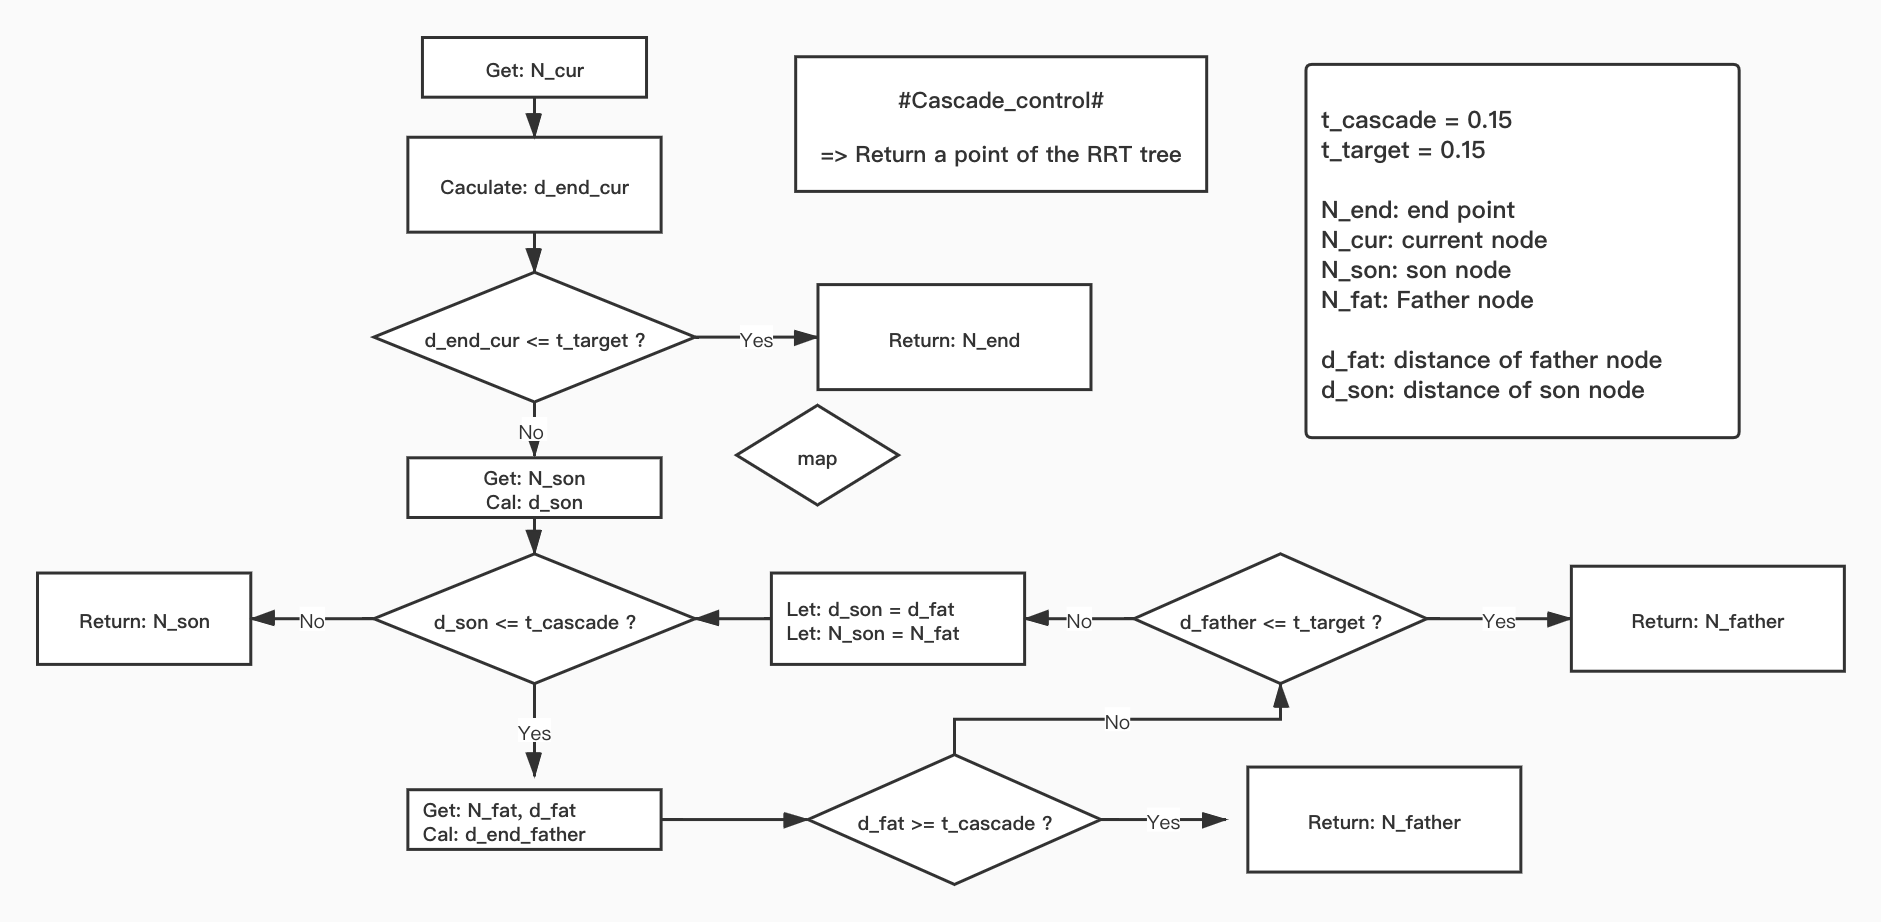 Get: N_cur
Caculate: d_end_cur
#Cascade_control#
=> Return a point of the RRT tree
t_cascade = 0.15
t_target = 0.15
N_end: end point
N_cur: current node
N_son: son node
N_fat: Father node
d_fat: distance of father node
d_son: distance of son node
d_end_cur <= t_target ?
Yes
Return: N_end
No
map
Get: N_son
Cal: d_son
Return: N_son
No
d_son <= t_cascade ?
Let: d_son = d_fat
Let: N_son = N_fat
No
d_father <= t_target ?
Yes
Return: N_father
Yes
No
Get: N_fat, d_fat
Cal: d_end_father
d_fat >= t_cascade ?
Yes
Return: N_father